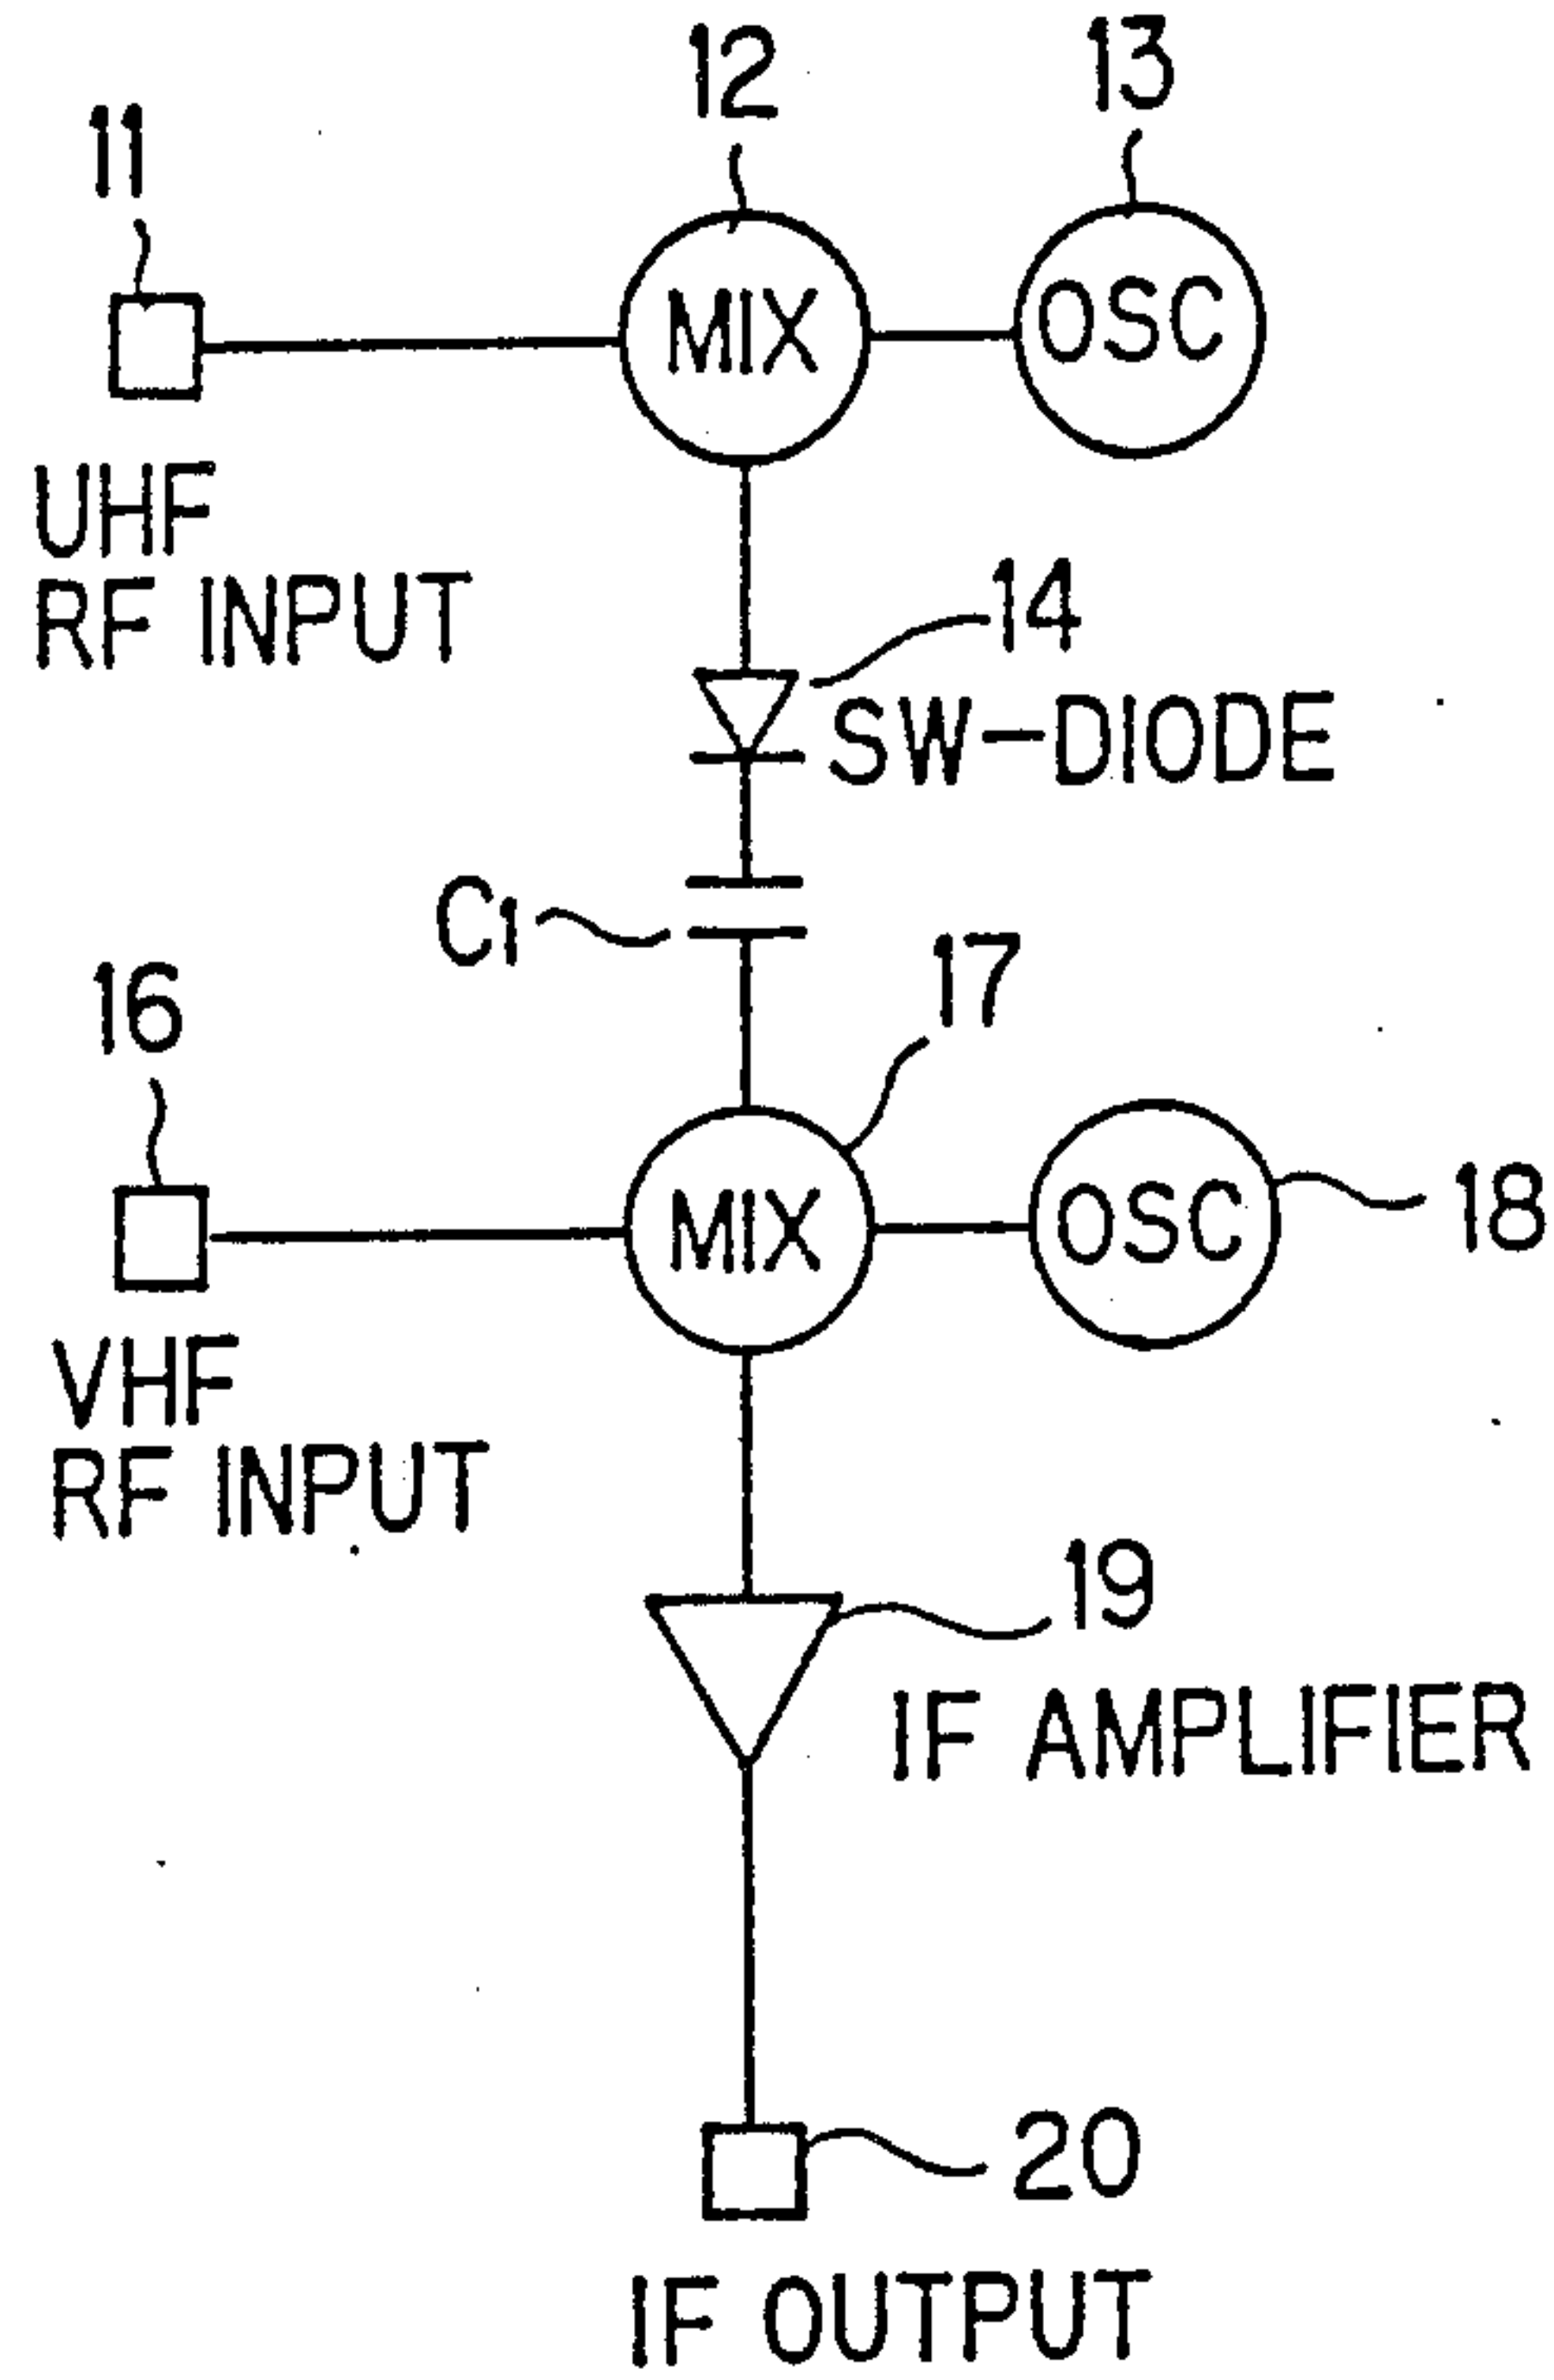 12
13
11
MIX
OSC
UHF
RF INPUT
14
SW-DIODE
C1
17
16
MIX
OSC
18
VHF
RF INPUT
19
IF AMPLIFIER
20
IF OUTPUT